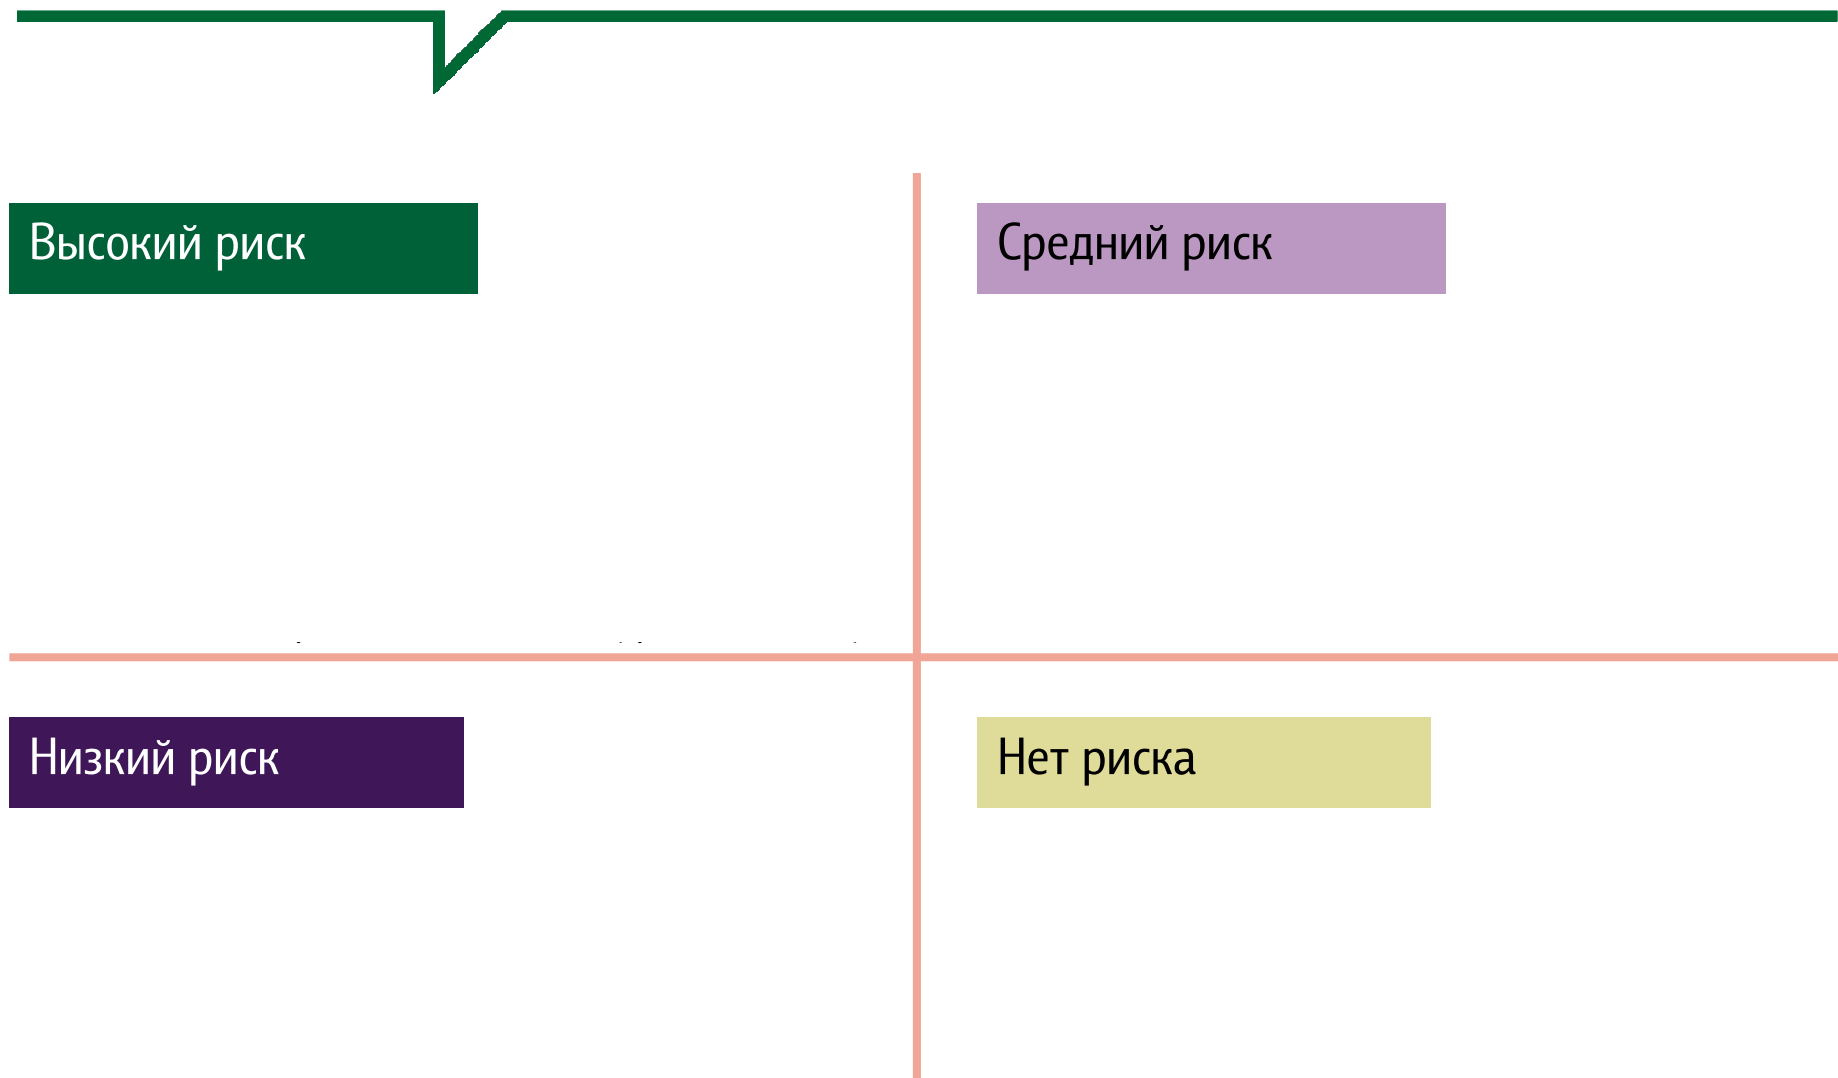 Высокий риск
Средний риск
Низкий риск
Нет риска